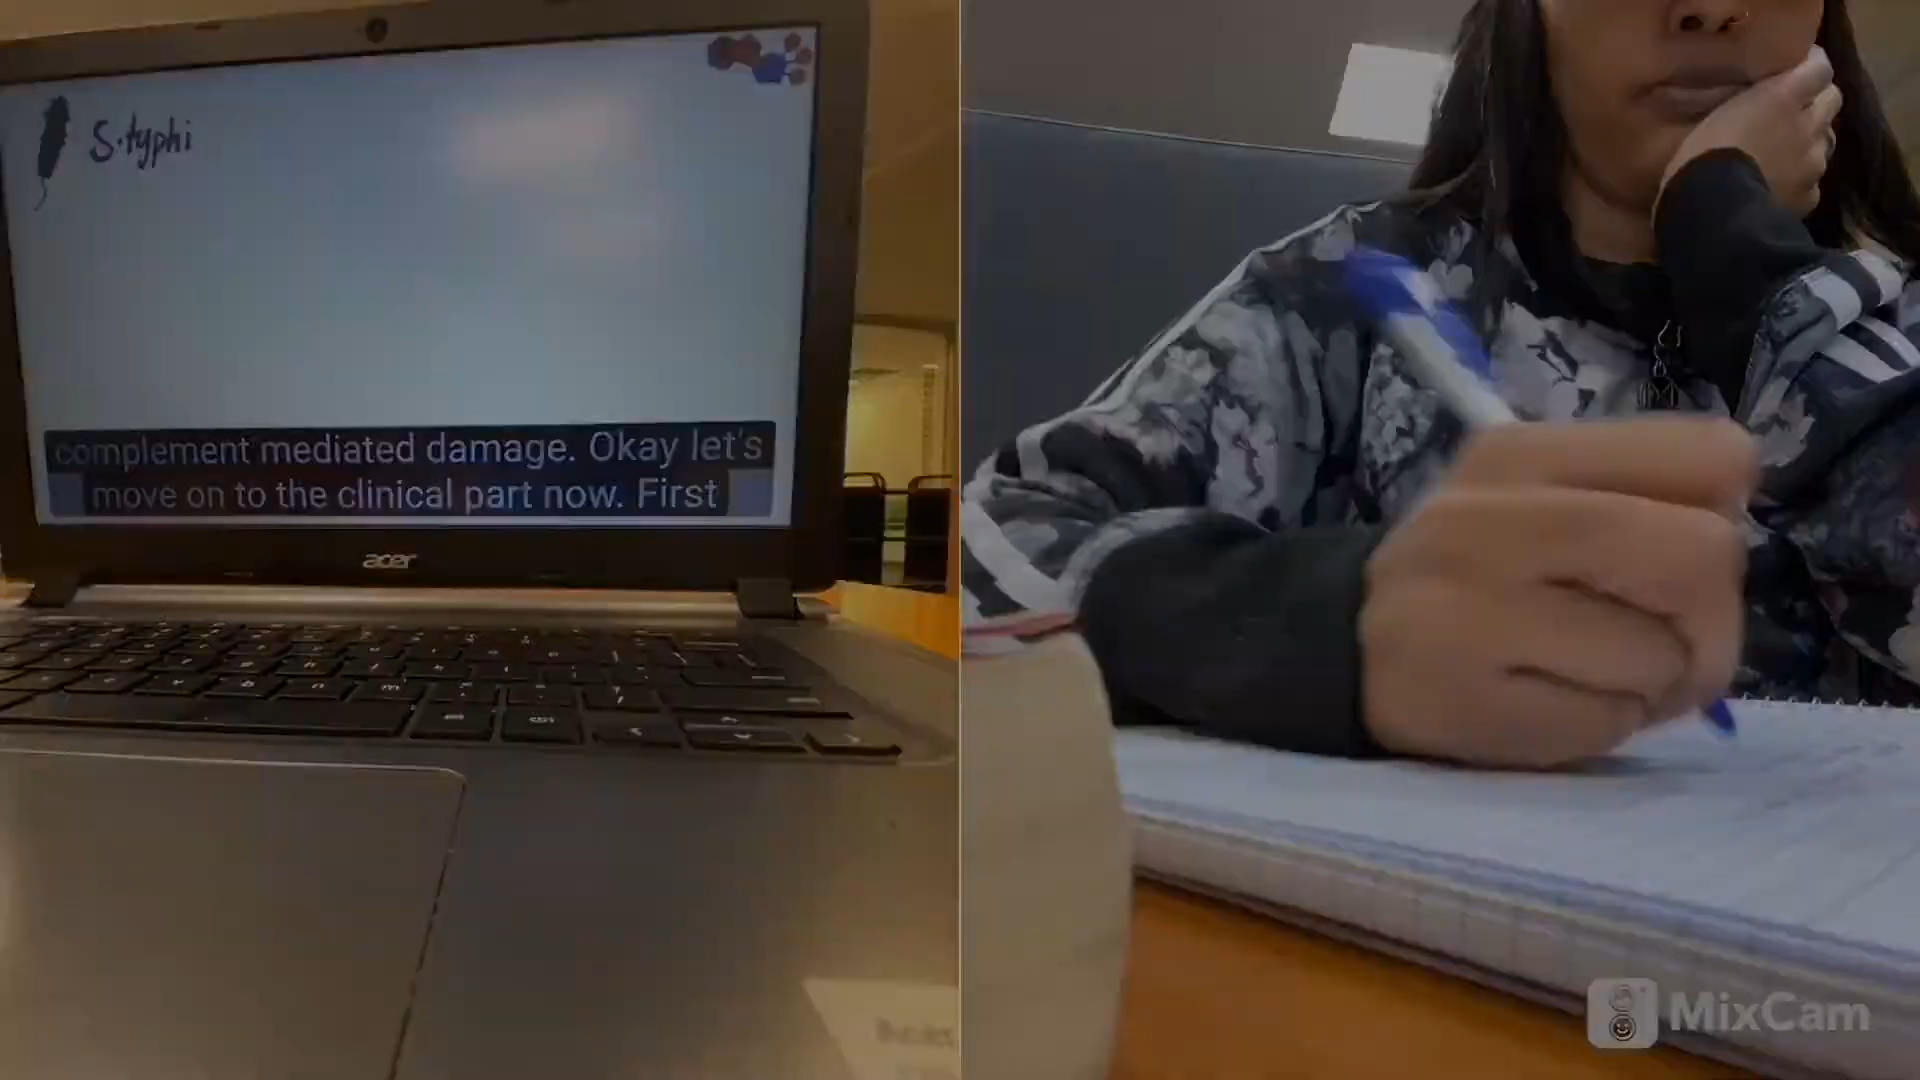 S.typhi
complement mediated damage. Okay let's
move on to the clinical part now. First
acer
MixCam